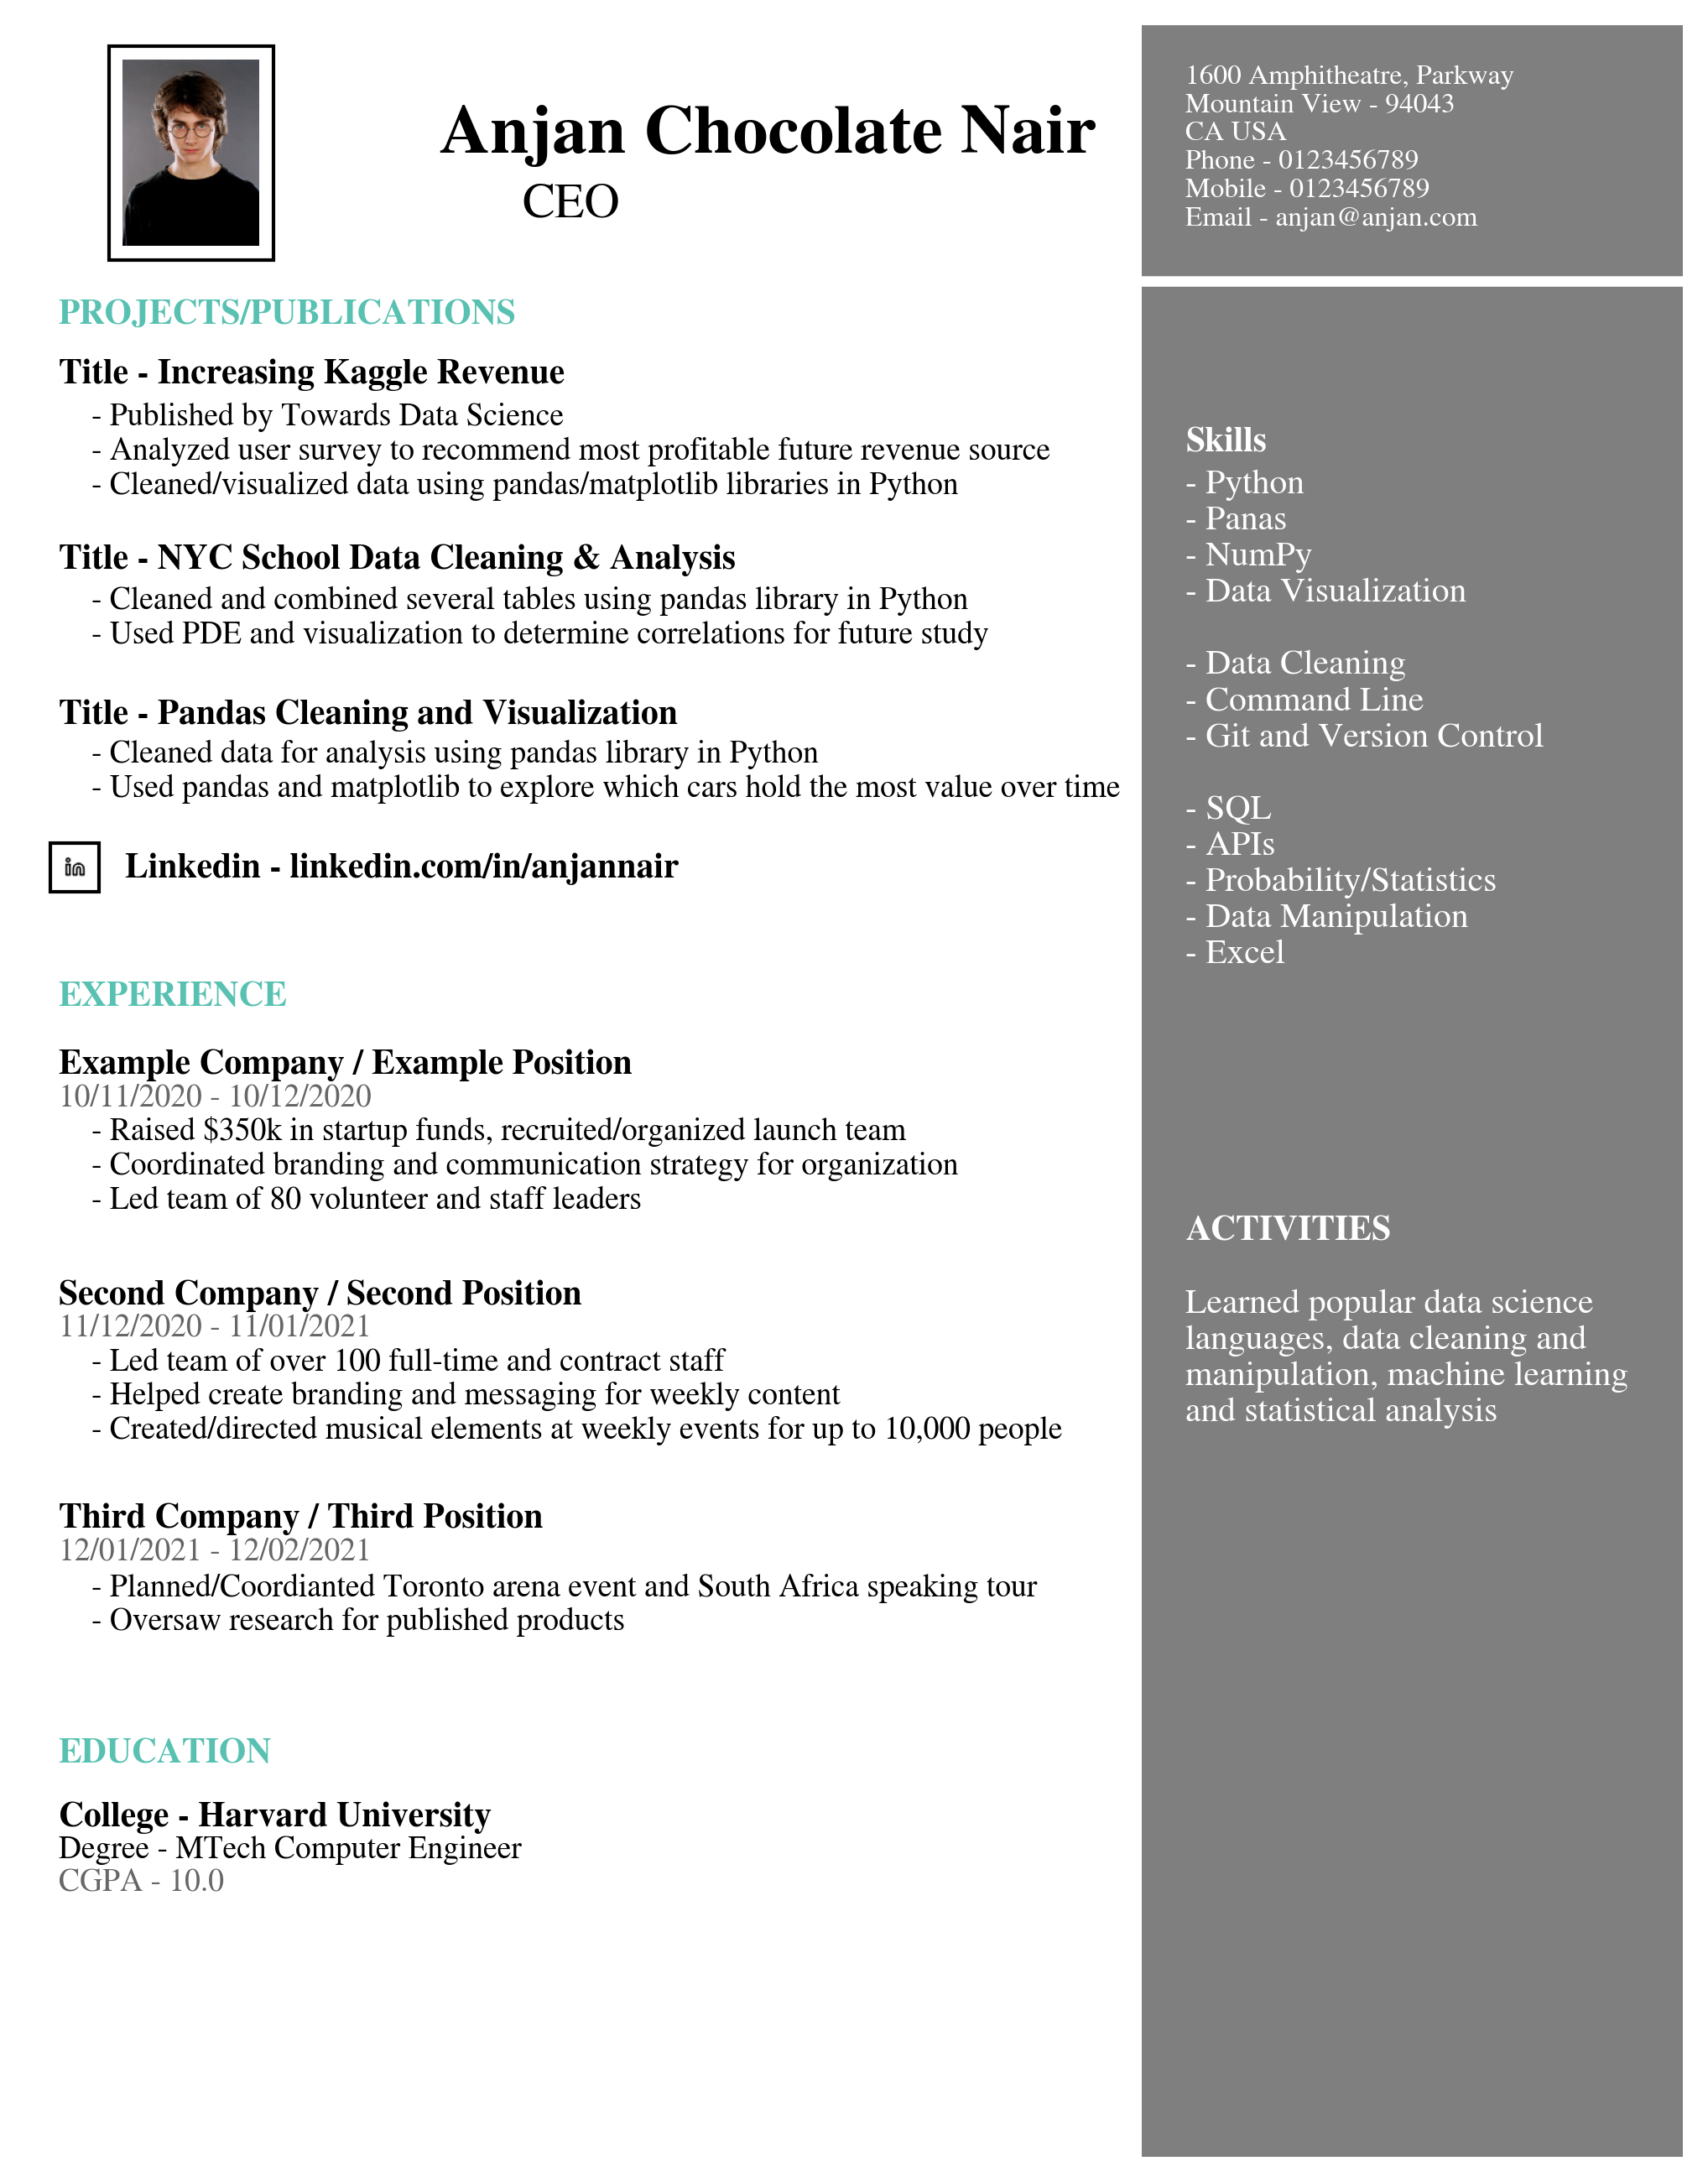 Anjan Chocolate Nair
CEO
1600 Amphitheatre, Parkway
Mountain View - 94043
CA USA
Phone - 0123456789
Mobile - 0123456789
Email - anjan@anjan.com
PROJECTS/PUBLICATIONS
Title - Increasing Kaggle Revenue
- Published by Towards Data Science
- Analyzed user survey to recommend most profitable future revenue source
- Cleaned/visualized data using pandas/matplotlib libraries in Python
Title - NYC School Data Cleaning & Analysis
- Cleaned and combined several tables using pandas library in Python
- Used PDE and visualization to determine correlations for future study
Title - Pandas Cleaning and Visualization
- Cleaned data for analysis using pandas library in Python
- Used pandas and matplotlib to explore which cars hold the most value over time
in
Linkedin - linkedin.com/in/anjannair
EXPERIENCE
Example Company / Example Position
10/11/2020 - 10/12/2020
- Raised $350k in startup funds, recruited/organized launch team
- Coordinated branding and communication strategy for organization
- Led team of 80 volunteer and staff leaders
Second Company / Second Position
11/12/2020 - 11/01/2021
- Led team of over 100 full-time and contract staff
- Helped create branding and messaging for weekly content
- Created/directed musical elements at weekly events for up to 10,000 people
Third Company / Third Position
12/01/2021 - 12/02/2021
- Planned/Coordianted Toronto arena event and South Africa speaking tour
- Oversaw research for published products
EDUCATION
College - Harvard University
Degree - MTech Computer Engineer
CGPA - 10.0
Skills
- Python
- Panas
- NumPy
- Data Visualization
- Data Cleaning
- Command Line
- Git and Version Control
- SQL
- APIs
- Probability/Statistics
- Data Manipulation
- Excel
ACTIVITIES
Learned popular data science
languages, data cleaning and
manipulation, machine learning
and statistical analysis